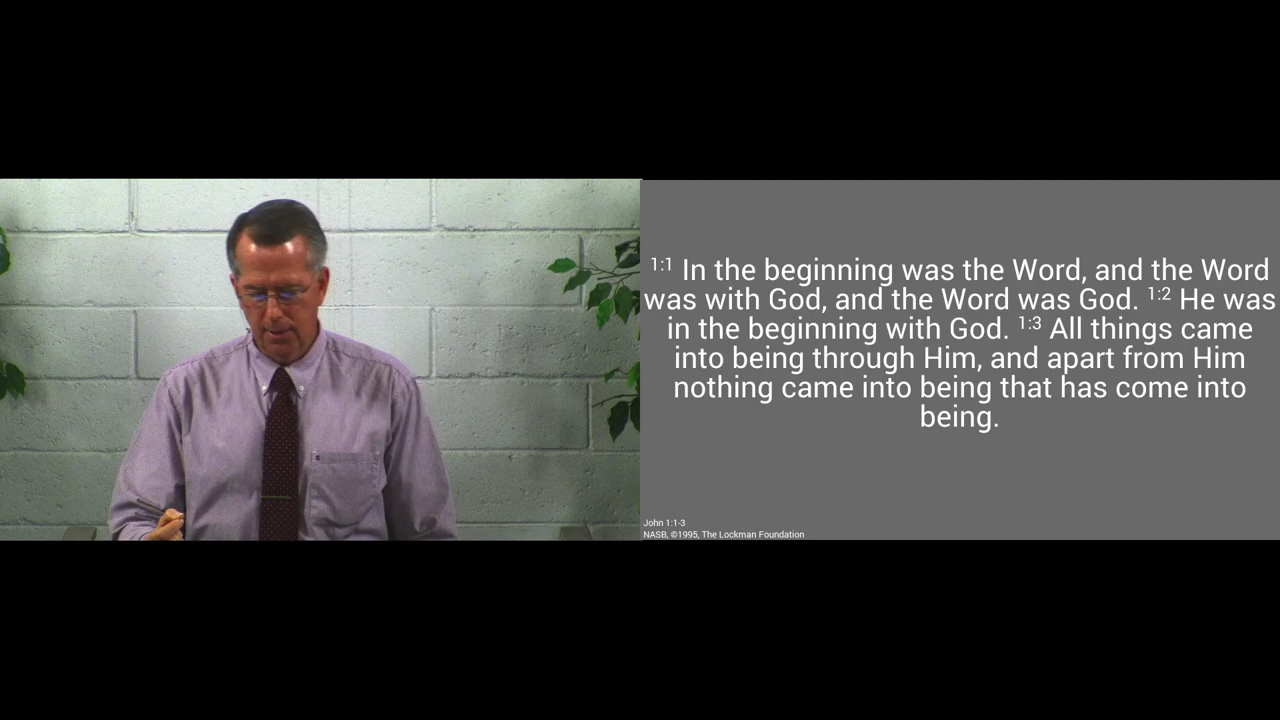 1:1 In the beginning was the Word, and the Word
was with God, and the Word was God. 1:2 He was
in the beginning with God. 1:3 All things came
into being through Him, and apart from Him
nothing came into being that has come into
being.
John 1:1-3
NASB, ©1995, The Lockman Foundation